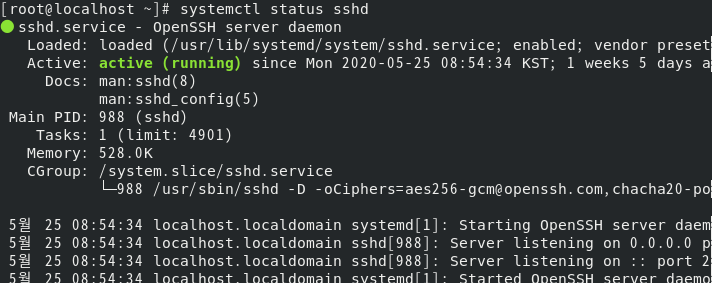 [root@localhost ~]# systemctl status sshd
● sshd.service - OpenSSH server daemon
Loaded: loaded (/usr/lib/systemd/system/sshd.service; enabled; vendor preset
Active: active (running) since Mon 2020-05-25 08:54:34 KST; 1 weeks 5 days a
Docs: man:sshd(8)
man:sshd_config(5)
Main PID: 988 (sshd)
Tasks: 1 (limit: 4901)
Memory: 528.0K
CGroup: /system.slice/sshd.service
└─988 /usr/sbin/sshd -D -oCiphers=aes256-gcm@openssh.com,chacha20-po
5월 25 08:54:34 localhost.localdomain systemd[1]: Starting OpenSSH server daem
5월 25 08:54:34 localhost.localdomain sshd[988]: Server listening on 0.0.0.0 p
5월 25 08:54:34 localhost.localdomain sshd[988]: Server listening on :: port 2
5월 25 08:54:34 localhost.localdomain systemd[1]: Started OpenSSH server daemo